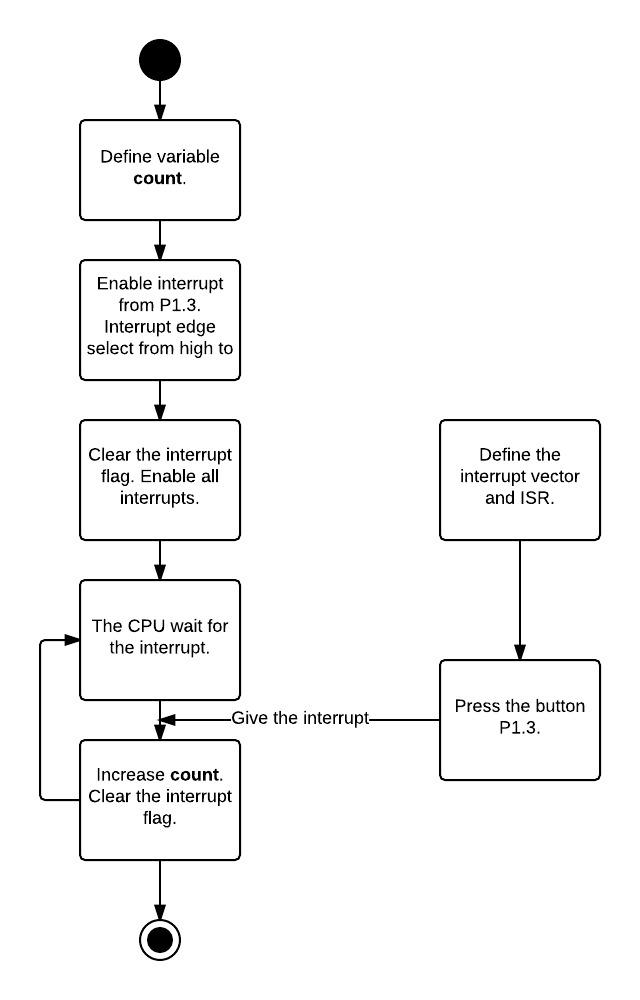 Define variable
count.
Enable interrupt
from P1.3.
Interrupt edge
select from high to
Clear the interrupt
flag. Enable all
interrupts.
Define the
interrupt vector
and ISR.
The CPU wait for
the interrupt.
Give the interrupt
Press the button
P1.3.
Increase count.
Clear the interrupt
flag.